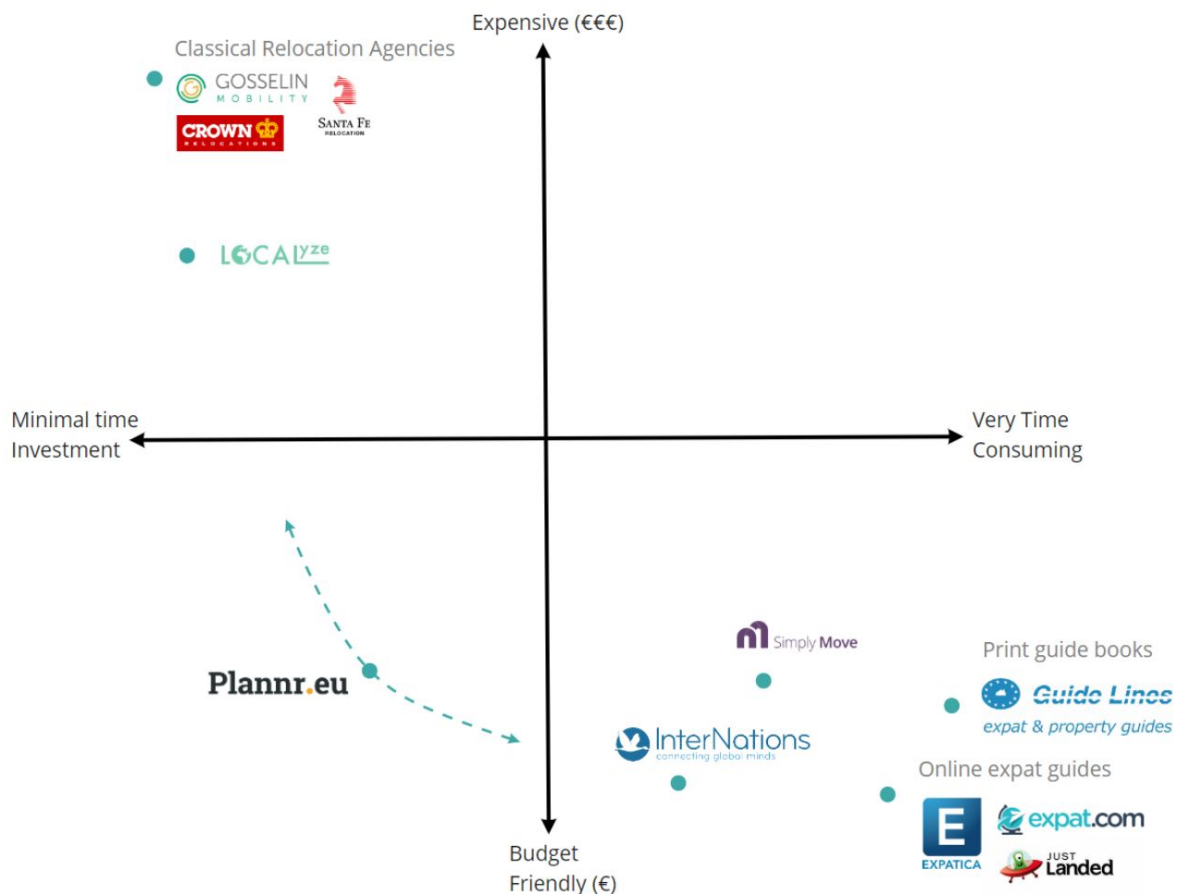 Expensive (€€€)
Classical Relocation Agencies
GOSSELIN
MOBILITY
SANTA FE
RELOCATION
CROWN
RELOCATIONS
LOCALyze
Minimal time
Investment
Very Time
Consuming
Simply Move
Print guide books
Guide Lines
expat & property guides
Plannr.eu
InterNations
connecting global minds
Online expat guides
E
EXPATICA
expat.com
JUST
Landed
Budget
Friendly (€)